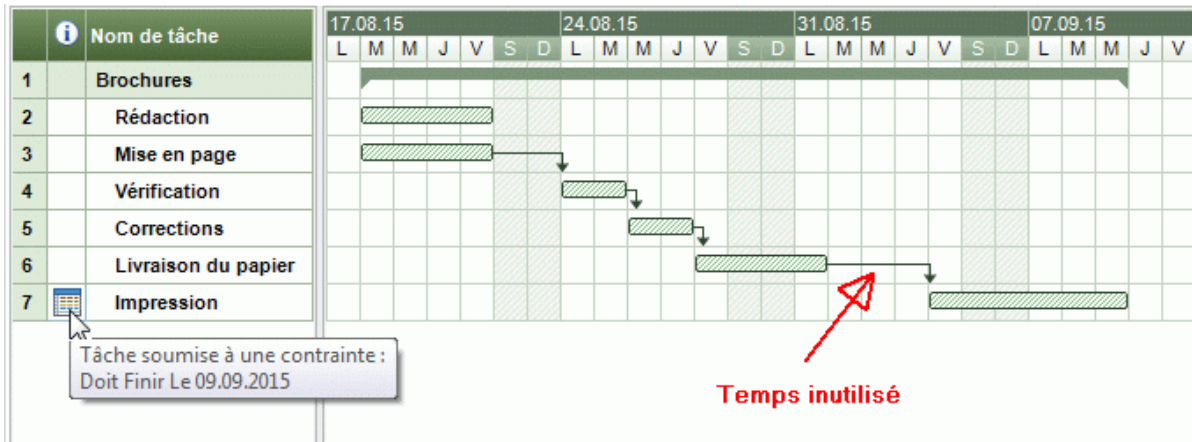 Nom de tâche
17.08.15 24.08.15 31.08.15 07.09.15
L M M J V S D L M M J V S D L M M J V S D L M M J V
1 Brochures
2 Rédaction
3 Mise en page
4 Vérification
5 Corrections
6 Livraison du papier
7 Impression
Tâche soumise à une contrainte :
Doit Finir Le 09.09.2015
Temps inutilisé